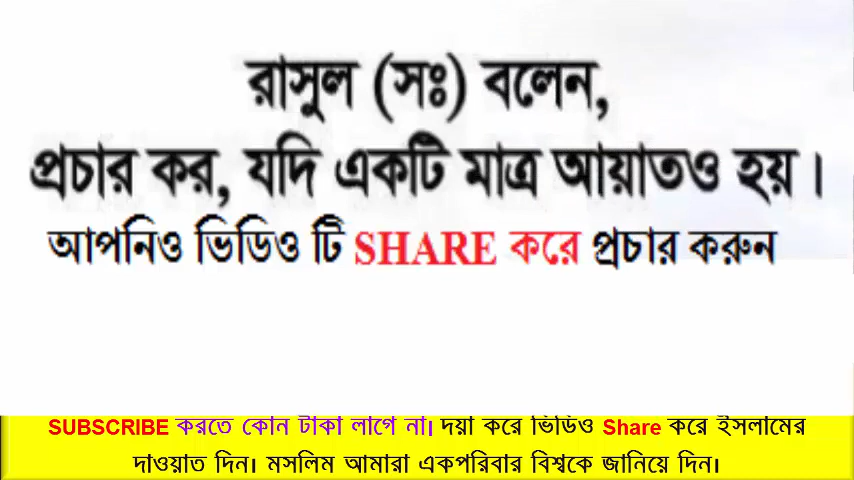 রাসুল (সঃ) বলেন,
প্রচার কর, যদি একটি মাত্র আয়াতও হয়।
আপনিও ভিডিও টি SHARE করে প্রচার করুন
SUBSCRIBE করতে কোন টাকা লাগে না। দয়া করে ভিডিও Share করে ইসলামের
দাওয়াত দিন। মসলিম আমারা একপরিবার বিশ্বকে জানিয়ে দিন।